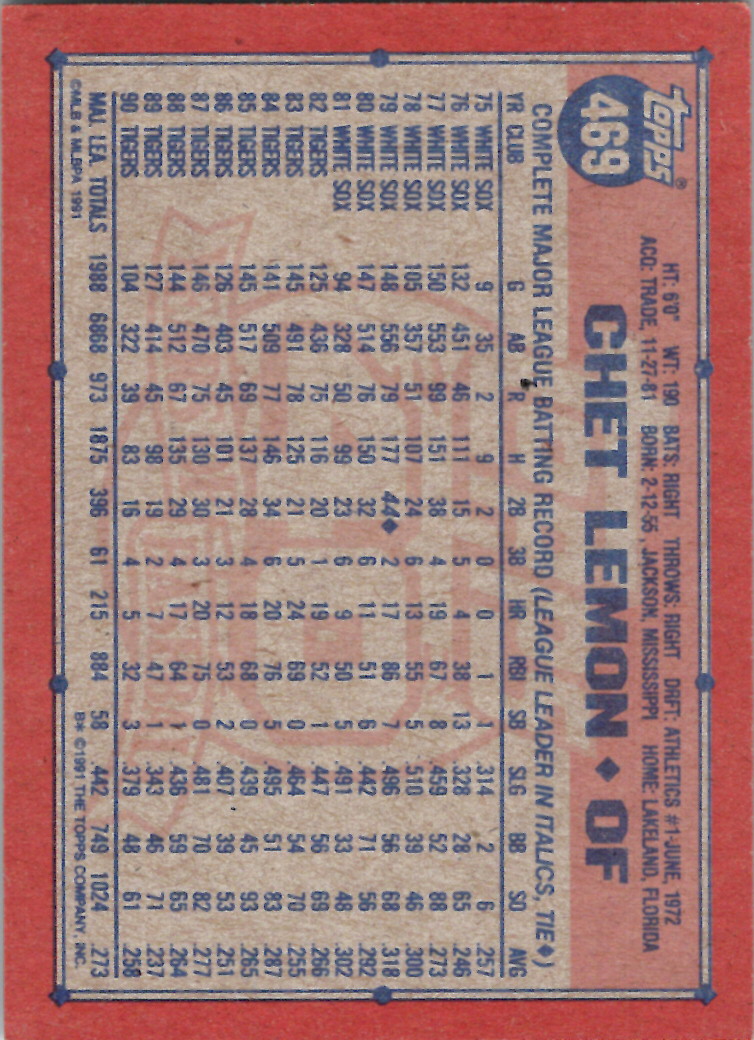 Topps®
469
HT: 6'0" WT: 190 BATS: RIGHT THROWS: RIGHT DRFT: ATHLETICS #1-JUNE, 1972
ACQ: TRADE, 11-27-81 BORN: 2-12-55, JACKSON, MISSISSIPPI HOME: LAKELAND, FLORIDA
CHET LEMON ♦ OF
COMPLETE MAJOR LEAGUE BATTING RECORD (LEAGUE LEADER IN ITALICS, TIE♦)
YR CLUB G AB R H 2B 3B HR RBI SB SLG BB SO AVG
75 WHITE SOX 9 35 2 9 2 0 0 1 1 .314 2 6 .257
76 WHITE SOX 132 451 46 111 15 5 4 38 13 .328 28 65 .246
77 WHITE SOX 150 553 99 151 38 4 19 67 8 .459 52 88 .273
78 WHITE SOX 105 357 51 107 24 6 13 55 5 .510 39 46 .300
79 WHITE SOX 148 556 79 177 44♦ 2 17 86 7 .496 56 68 .318
80 WHITE SOX 147 514 76 150 32 6 11 51 6 .442 71 56 .292
81 WHITE SOX 94 328 50 99 23 6 9 50 5 .491 33 48 .302
82 TIGERS 125 436 75 116 20 1 19 52 1 .447 56 69 .266
83 TIGERS 145 491 78 125 21 5 24 69 0 .464 54 70 .255
84 TIGERS 141 509 77 146 34 6 20 76 5 .495 51 83 .287
85 TIGERS 145 517 69 137 28 4 18 68 0 .439 45 93 .265
86 TIGERS 126 403 45 101 21 3 12 53 2 .407 39 53 .251
87 TIGERS 146 470 75 130 30 3 20 75 0 .481 70 82 .277
88 TIGERS 144 512 67 135 29 4 17 64 1 .436 59 65 .264
89 TIGERS 127 414 45 98 19 2 7 47 1 .343 46 71 .237
90 TIGERS 104 322 39 83 16 4 5 32 3 .379 48 61 .258
MAJ. LEA. TOTALS 1988 6868 973 1875 396 61 215 884 58 .442 749 1024 .273
©MLB & MLBPA 1991 B* ©1991 THE TOPPS COMPANY, INC.